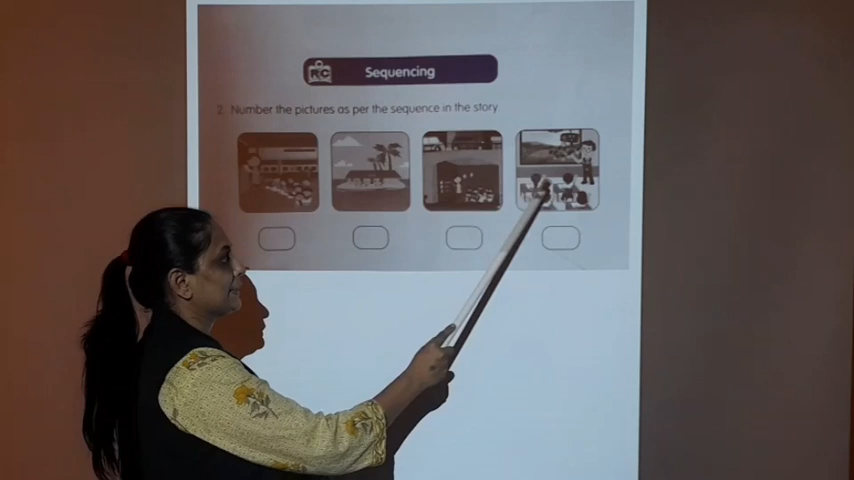 RC
Sequencing
2. Number the pictures as per the sequence in the story